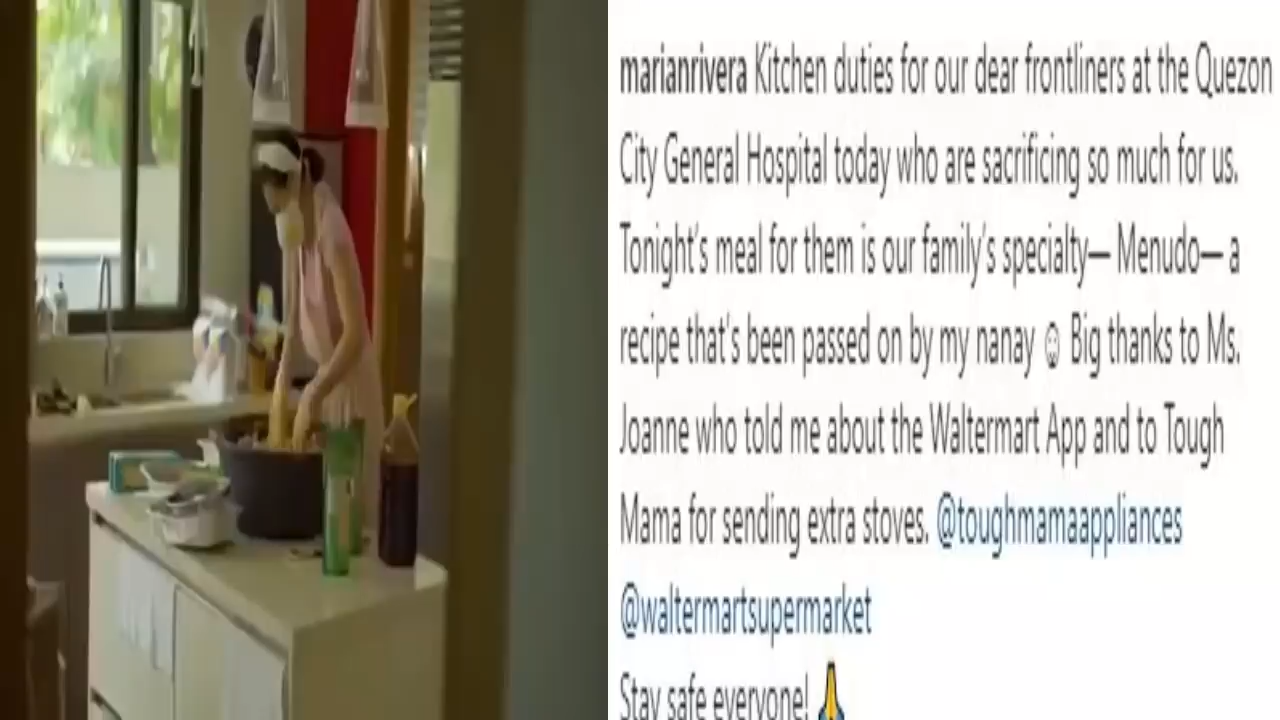 marianrivera Kitchen duties for our dear frontliners at the Quezon
City General Hospital today who are sacrificing so much for us.
Tonight's meal for them is our family's specialty— Menudo— a
recipe that's been passed on by my nanay ☺ Big thanks to Ms.
Joanne who told me about the Waltermart App and to Tough
Mama for sending extra stoves. @toughmamaappliances
@waltermartsupermarket
Stay safe everyone! 🙏